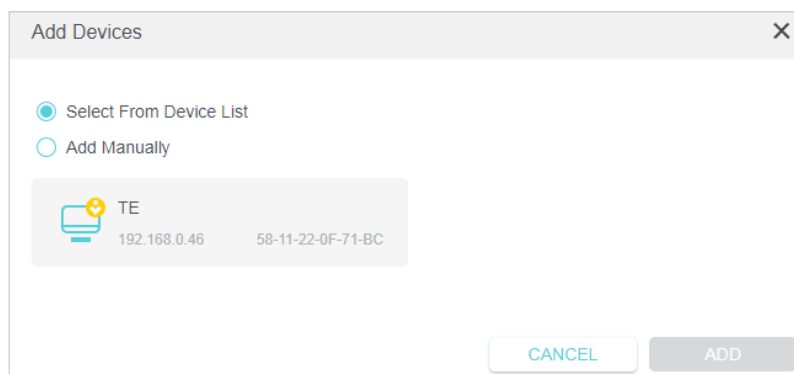 Add Devices
Select From Device List
Add Manually
TE
192.168.0.46 58-11-22-0F-71-BC
CANCEL ADD